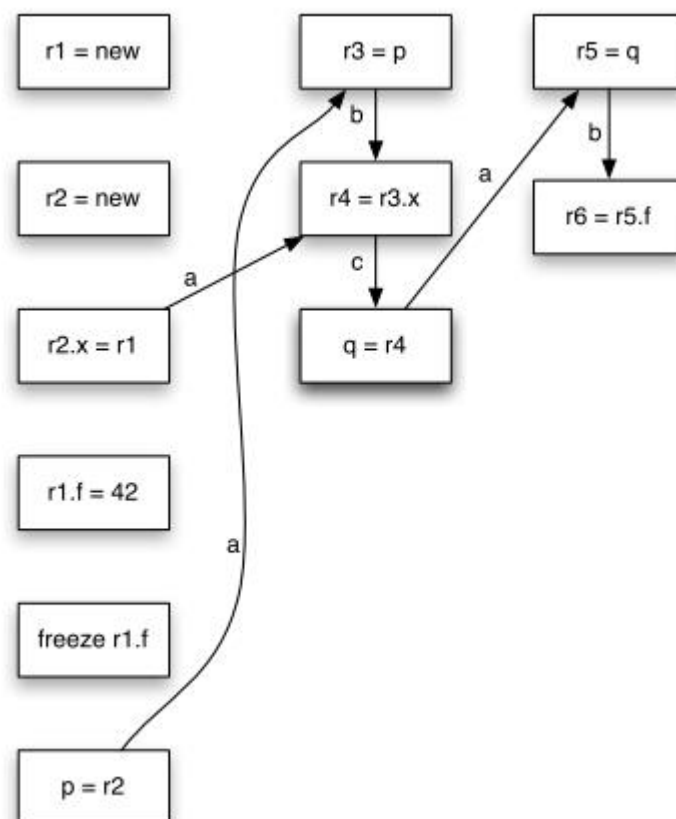 r1 = new
r3 = p
r5 = q
b
b
r2 = new
r4 = r3.x
a
r6 = r5.f
a
c
r2.x = r1
q = r4
r1.f = 42
a
freeze r1.f
p = r2